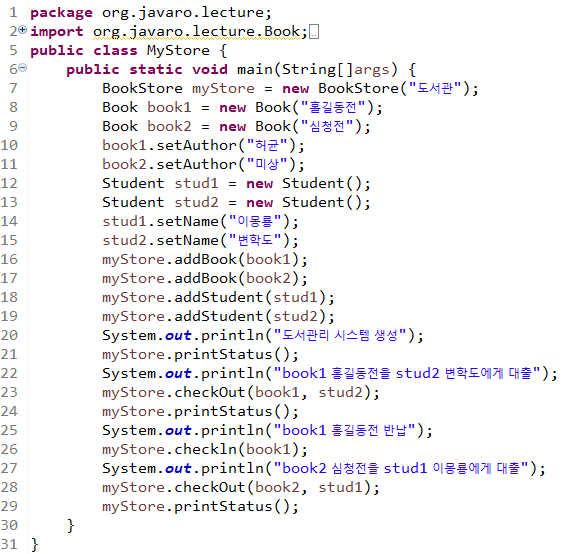 1 package org.javaro.lecture;
2 import org.javaro.lecture.Book;
5 public class MyStore {
6     public static void main(String[]args) {
7         BookStore myStore = new BookStore("도서관");
8         Book book1 = new Book("홀길동전");
9         Book book2 = new Book("심청전");
10         book1.setAuthor("허균");
11         book2.setAuthor("미상");
12         Student stud1 = new Student();
13         Student stud2 = new Student();
14         stud1.setName("이몽룡");
15         stud2.setName("변학도");
16         myStore.addBook(book1);
17         myStore.addBook(book2);
18         myStore.addStudent(stud1);
19         myStore.addStudent(stud2);
20         System.out.println("도서관리 시스템 생성");
21         myStore.printStatus();
22         System.out.println("book1 홍길동전을 stud2 변학도에게 대출");
23         myStore.checkOut(book1, stud2);
24         myStore.printStatus();
25         System.out.println("book1 홍길동전 반납");
26         myStore.checkln(book1);
27         System.out.println("book2 심청전을 stud1 이몽룡에게 대출");
28         myStore.checkOut(book2, stud1);
29         myStore.printStatus();
30     }
31 }